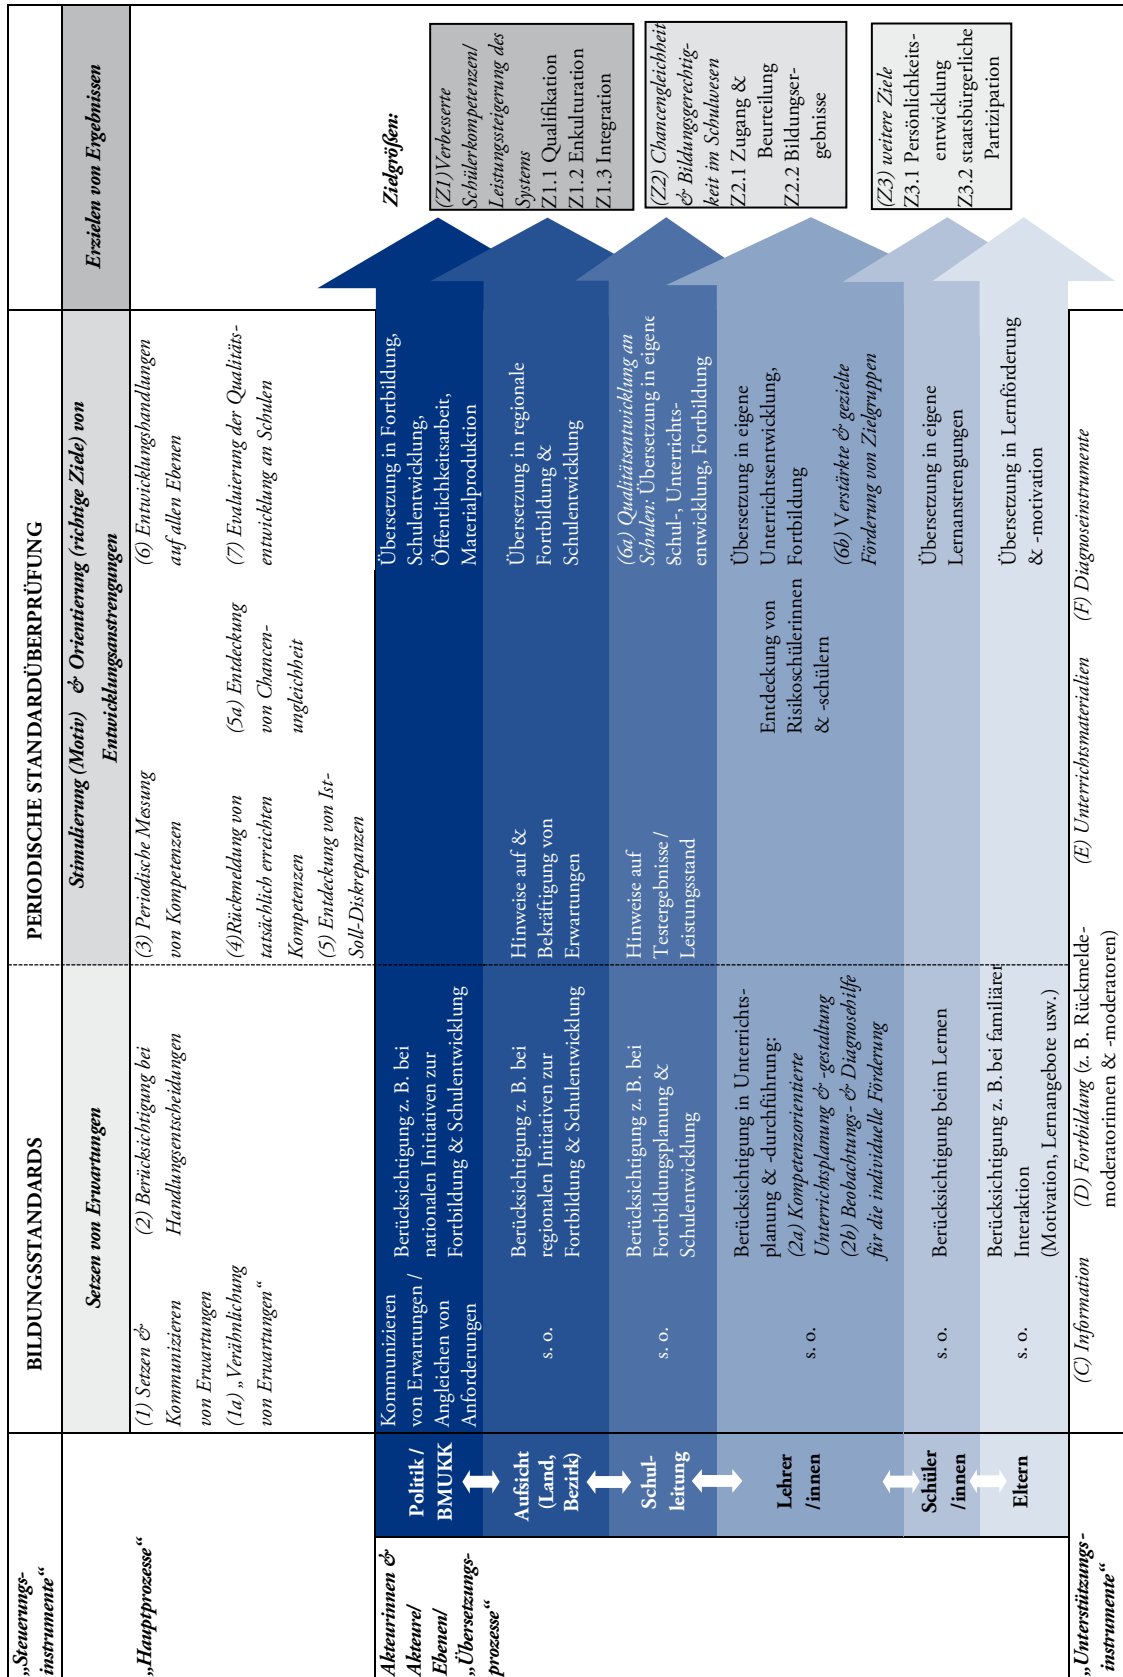 „Steuerungs-
instrumente“
BILDUNGSSTANDARDS
PERIODISCHE STANDARDÜBERPRÜFUNG
„Hauptprozesse“
Setzen von Erwartungen
Stimulierung (Motiv) & Orientierung (richtige Ziele) von
Entwicklungsanstrengungen
Erzielen von Ergebnissen
(1) Setzen &
Kommunizieren
von Erwartungen
(1a) „Verähnlichung
von Erwartungen“
(2) Berücksichtigung bei
Handlungsentscheidungen
(3) Periodische Messung
von Kompetenzen
(4)Rückmeldung von
tatsächlich erreichten
Kompetenzen
(5) Entdeckung von Ist-
Soll-Diskrepanzen
(5a) Entdeckung
von Chancen-
ungleichheit
(6) Entwicklungshandlungen
auf allen Ebenen
(7) Evaluierung der Qualitäts-
entwicklung an Schulen
Akteurinnen &
Akteure/
Ebenen/
„Übersetzungs-
prozesse“
Politik /
BMUKK
Kommunizieren
von Erwartungen /
Angleichen von
Anforderungen
Berücksichtigung z. B. bei
nationalen Initiativen zur
Fortbildung & Schulentwicklung
Übersetzung in Fortbildung,
Schulentwicklung,
Öffentlichkeitsarbeit,
Materialproduktion
Aufsicht
(Land,
Bezirk)
s. o.
Berücksichtigung z. B. bei
regionalen Initiativen zur
Fortbildung & Schulentwicklung
Hinweise auf &
Bekräftigung von
Erwartungen
Übersetzung in regionale
Fortbildung &
Schulentwicklung
Schul-
leitung
s. o.
Berücksichtigung z. B. bei
Fortbildungsplanung &
Schulentwicklung
Hinweise auf
Testergebnisse /
Leistungsstand
(6a) Qualitätsentwicklung an
Schulen: Übersetzung in eigene
Schul-, Unterrichts-
entwicklung, Fortbildung
Lehrer
/innen
s. o.
Berücksichtigung in Unterrichts-
planung & -durchführung:
(2a) Kompetenzorientierte
Unterrichtsplanung & -gestaltung
(2b) Beobachtungs- & Diagnosehilfe
für die individuelle Förderung
Entdeckung von
Risikoschülerinnen
& -schülern
Übersetzung in eigene
Unterrichtsentwicklung,
Fortbildung
(6b) Verstärkte & gezielte
Förderung von Zielgruppen
Schüler
/innen
s. o.
Berücksichtigung beim Lernen
Übersetzung in eigene
Lernanstrengungen
Eltern
s. o.
Berücksichtigung z. B. bei familiärer
Interaktion
(Motivation, Lernangebote usw.)
Übersetzung in Lernförderung
& -motivation
Zielgrößen:
(Z1)Verbesserte
Schülerkompetenzen/
Leistungssteigerung des
Systems
Z1.1 Qualifikation
Z1.2 Enkulturation
Z1.3 Integration
(Z2) Chancengleichheit
& Bildungsgerechtig-
keit im Schulwesen
Z2.1 Zugang &
Beurteilung
Z2.2 Bildungser-
gebnisse
(Z3) weitere Ziele
Z3.1 Persönlichkeits-
entwicklung
Z3.2 staatsbürgerliche
Partizipation
„Unterstützungs-
instrumente“
(C) Information
(D) Fortbildung (z. B. Rückmelde-
moderatorinnen & -moderatoren)
(E) Unterrichtsmaterialien
(F) Diagnoseinstrumente